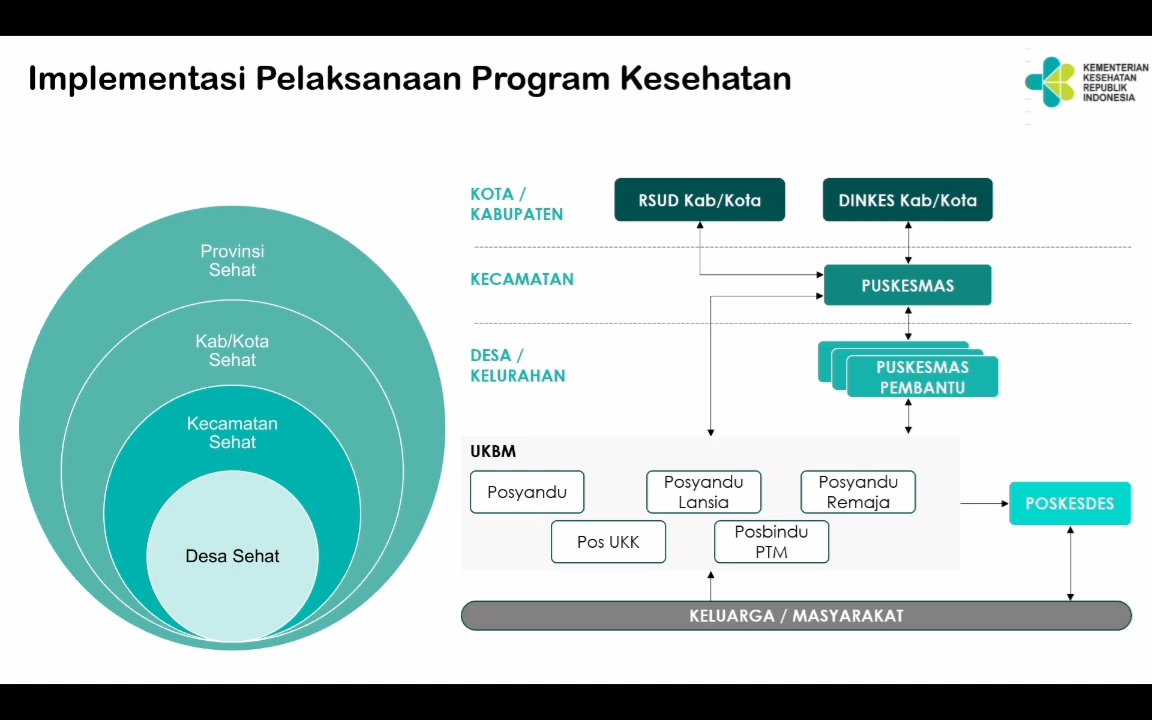 Implementasi Pelaksanaan Program Kesehatan
KEMENTERIAN
KESEHATAN
REPUBLIK
INDONESIA
Provinsi
Sehat
Kab/Kota
Sehat
Kecamatan
Sehat
Desa Sehat
KOTA /
KABUPATEN
RSUD Kab/Kota
DINKES Kab/Kota
KECAMATAN
PUSKESMAS
DESA /
KELURAHAN
PUSKESMAS
PEMBANTU
UKBM
Posyandu
Posyandu
Lansia
Posyandu
Remaja
Pos UKK
Posbindu
PTM
POSKESDES
KELUARGA / MASYARAKAT